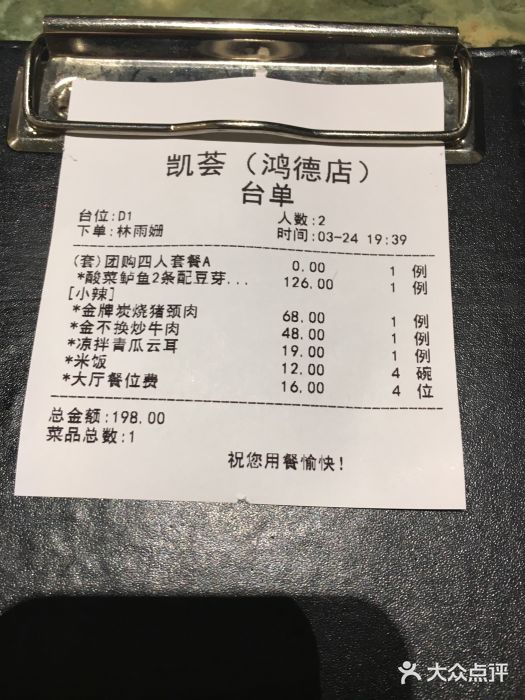 凯荟（鸿德店）
台单
台位:D1 人数:2
下单:林雨姗 时间:03-24 19:39
(套)团购四人套餐A 0.00 1 例
*酸菜鲈鱼2条配豆芽... 126.00 1 例
[小辣]
*金牌炭烧猪颈肉 68.00 1 例
*金不换炒牛肉 48.00 1 例
*凉拌青瓜云耳 19.00 1 例
*米饭 12.00 4 碗
*大厅餐位费 16.00 4 位
总金额:198.00
菜品总数:1
祝您用餐愉快!
大众点评